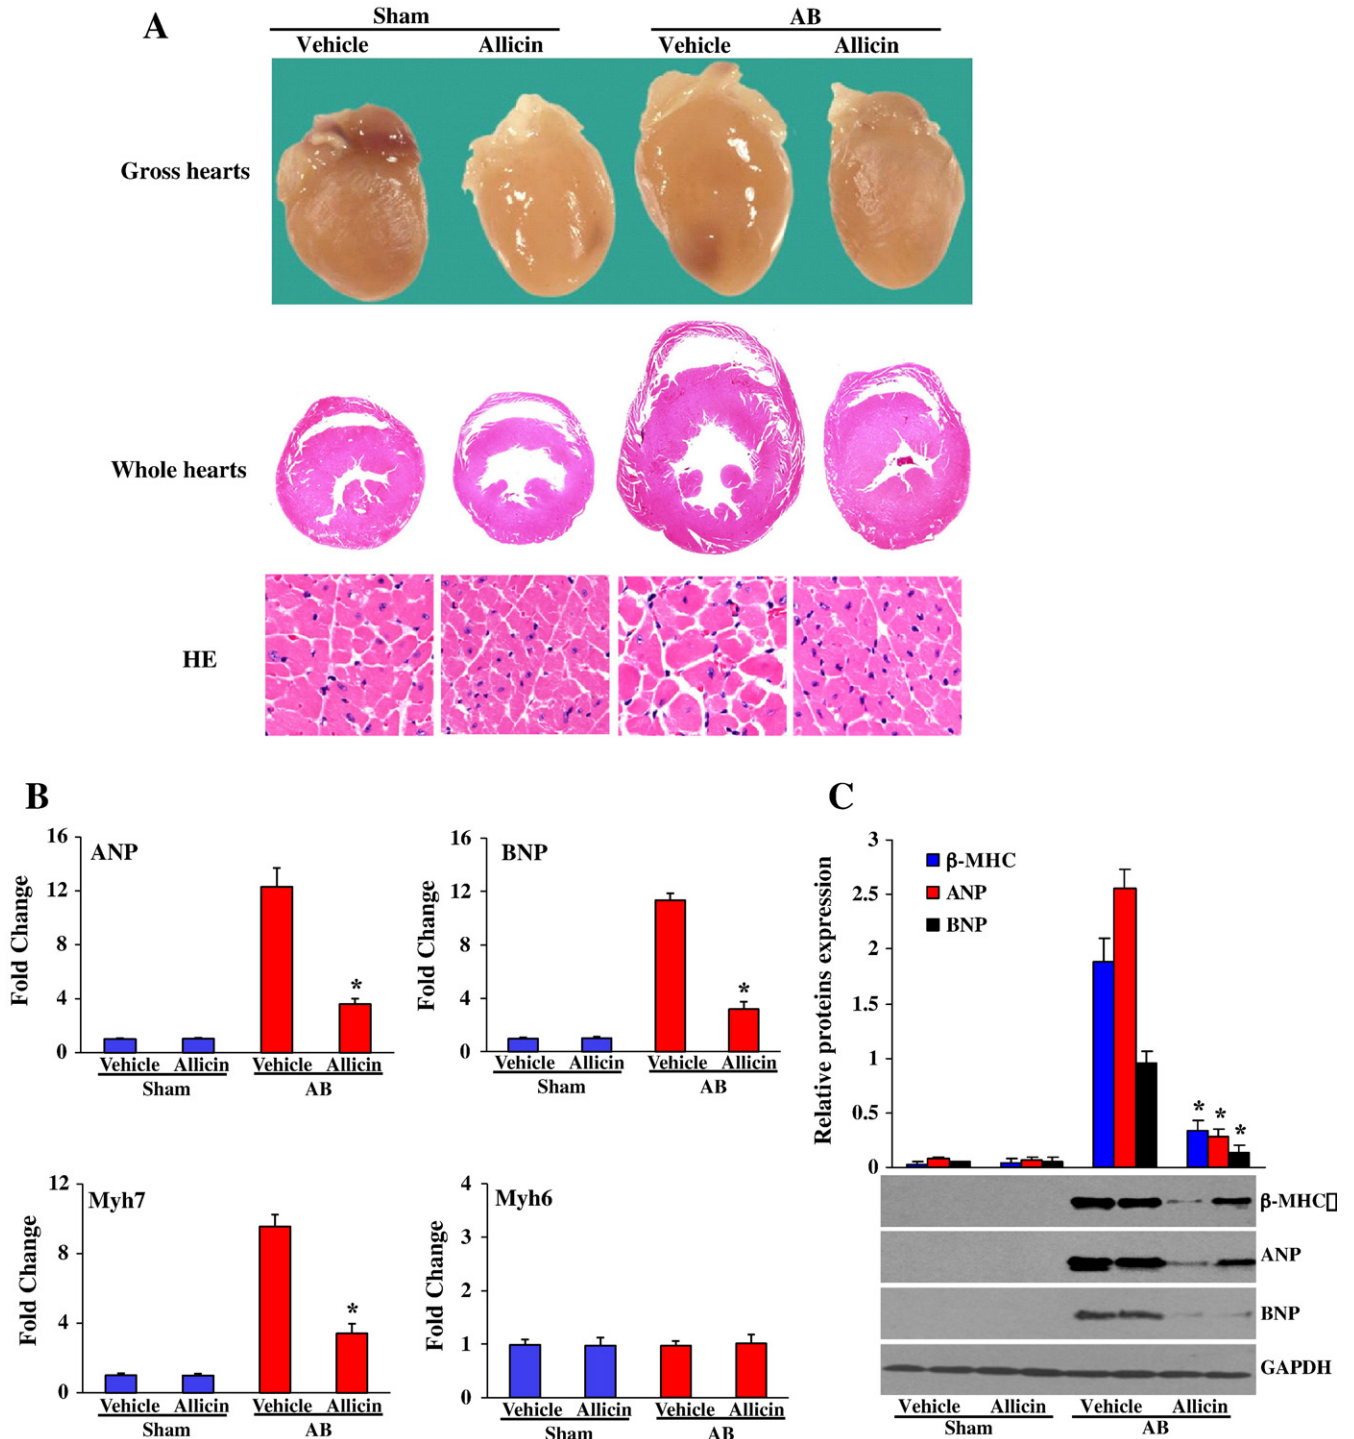 A
Sham
AB
Vehicle
Allicin
Vehicle
Allicin
Gross hearts
Whole hearts
HE
B
16
12
8
4
0
Fold Change
ANP
*
Vehicle Allicin
Vehicle Allicin
Sham
AB
16
12
8
4
0
Fold Change
BNP
*
Vehicle Allicin
Vehicle Allicin
Sham
AB
12
8
4
0
Fold Change
Myh7
*
Vehicle Allicin
Vehicle Allicin
Sham
AB
4
3
2
1
0
Fold Change
Myh6
Vehicle Allicin
Vehicle Allicin
Sham
AB
C
3
2.5
2
1.5
1
0.5
0
Relative proteins expression
β-MHC
ANP
BNP
* * *
β-MHC▯
ANP
BNP
GAPDH
Vehicle Allicin
Vehicle Allicin
Sham
AB